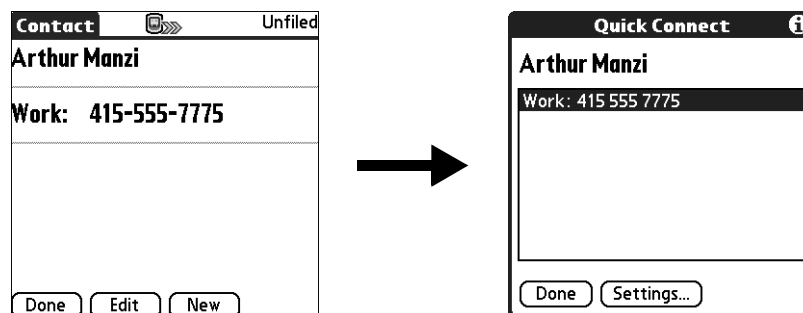 Contact Unfiled
Arthur Manzi
Work: 415-555-7775
Done Edit New
Quick Connect i
Arthur Manzi
Work: 415 555 7775
Done Settings...